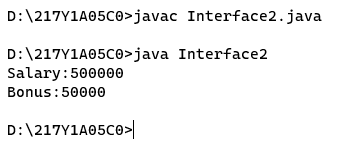 D:\217Y1A05C0>javac Interface2.java
D:\217Y1A05C0>java Interface2
Salary:500000
Bonus:50000
D:\217Y1A05C0>